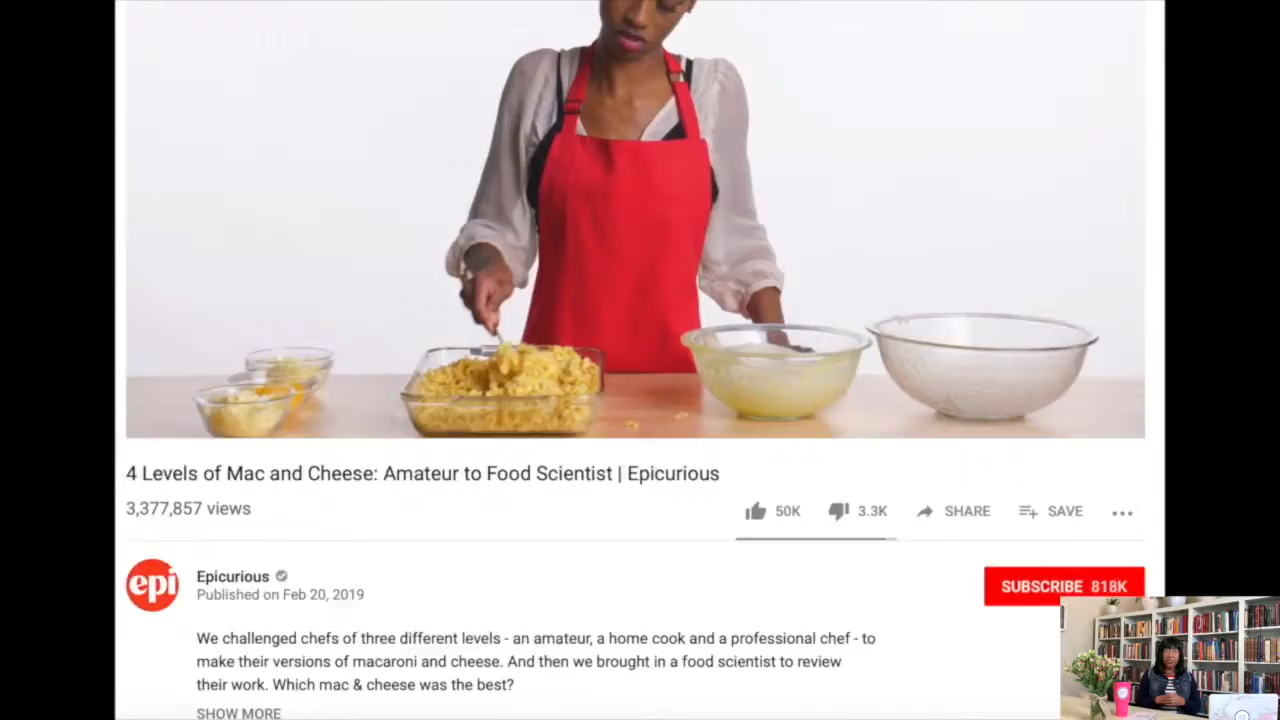 4 Levels of Mac and Cheese: Amateur to Food Scientist | Epicurious
3,377,857 views
50K 3.3K SHARE SAVE
epi
Epicurious
Published on Feb 20, 2019
SUBSCRIBE 818K
We challenged chefs of three different levels - an amateur, a home cook and a professional chef - to
make their versions of macaroni and cheese. And then we brought in a food scientist to review
their work. Which mac & cheese was the best?
SHOW MORE